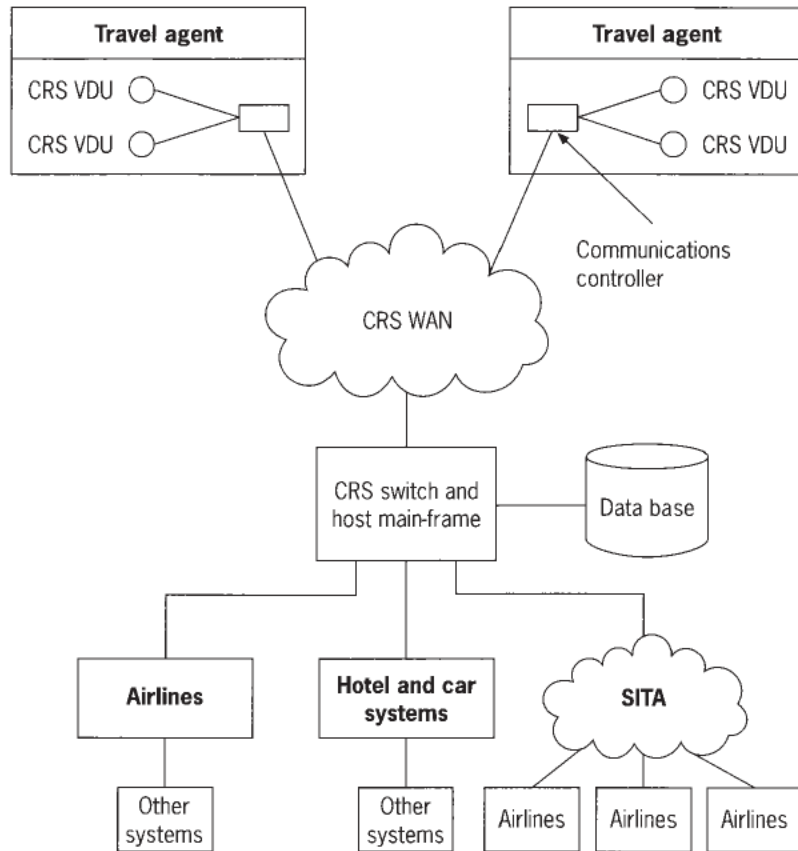 Travel agent
Travel agent
CRS VDU
CRS VDU
CRS VDU
CRS VDU
Communications
controller
CRS WAN
CRS switch and
host main-frame
Data base
Airlines
Hotel and car
systems
SITA
Other
systems
Other
systems
Airlines
Airlines
Airlines